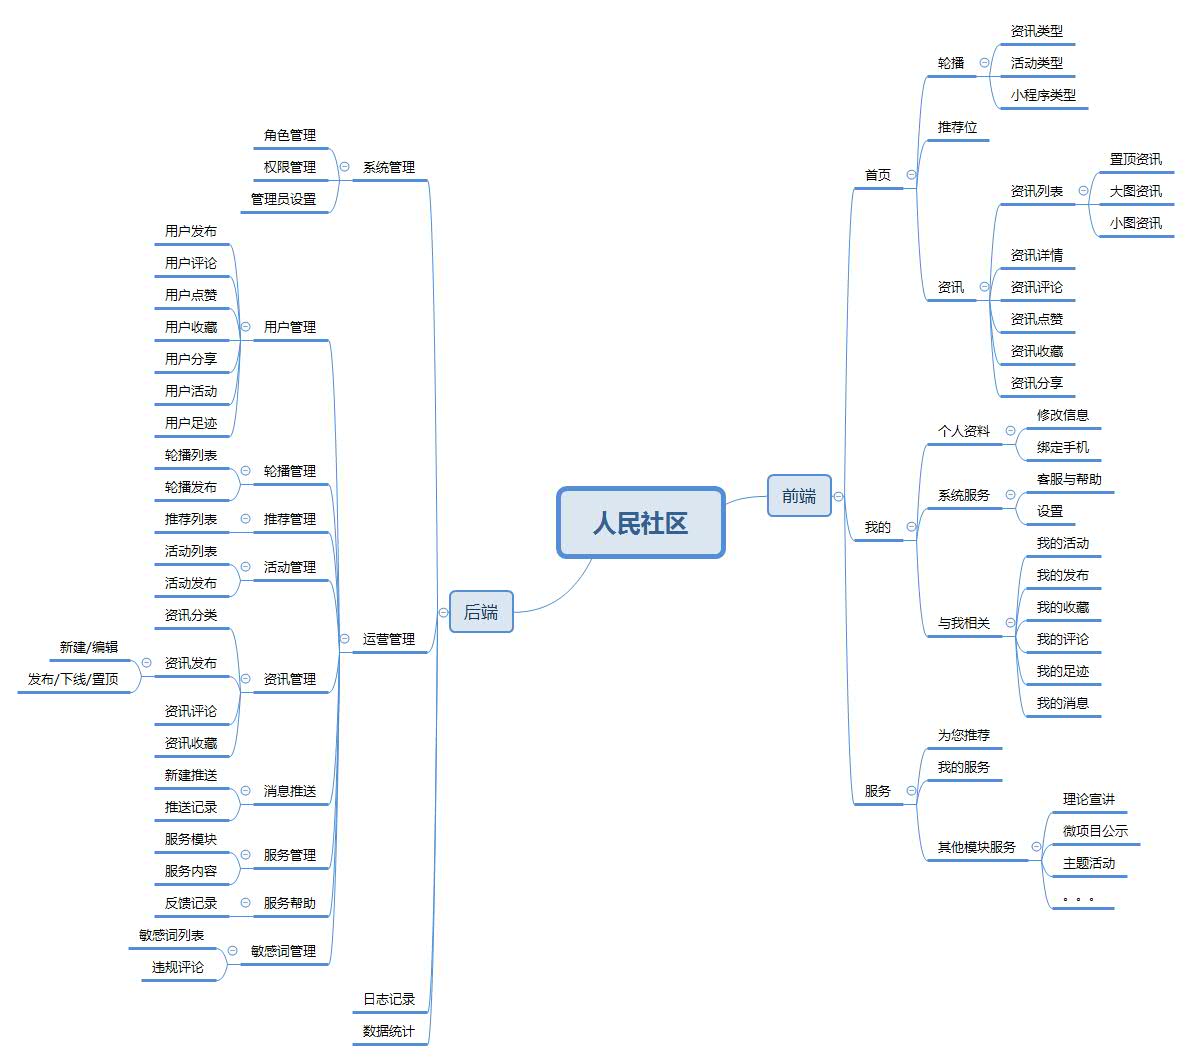 人民社区
前端
首页
轮播
资讯类型
活动类型
小程序类型
推荐位
资讯
资讯列表
置顶资讯
大图资讯
小图资讯
资讯详情
资讯评论
资讯点赞
资讯收藏
资讯分享
我的
个人资料
修改信息
绑定手机
系统服务
客服与帮助
设置
与我相关
我的活动
我的发布
我的收藏
我的评论
我的足迹
我的消息
服务
为您推荐
我的服务
其他模块服务
理论宣讲
微项目公示
主题活动
。。。
后端
系统管理
角色管理
权限管理
管理员设置
运营管理
用户管理
用户发布
用户评论
用户点赞
用户收藏
用户分享
用户活动
用户足迹
轮播管理
轮播列表
轮播发布
推荐管理
推荐列表
活动管理
活动列表
活动发布
资讯管理
资讯分类
资讯发布
新建/编辑
发布/下线/置顶
资讯评论
资讯收藏
消息推送
新建推送
推送记录
服务管理
服务模块
服务内容
服务帮助
反馈记录
敏感词管理
敏感词列表
违规评论
日志记录
数据统计